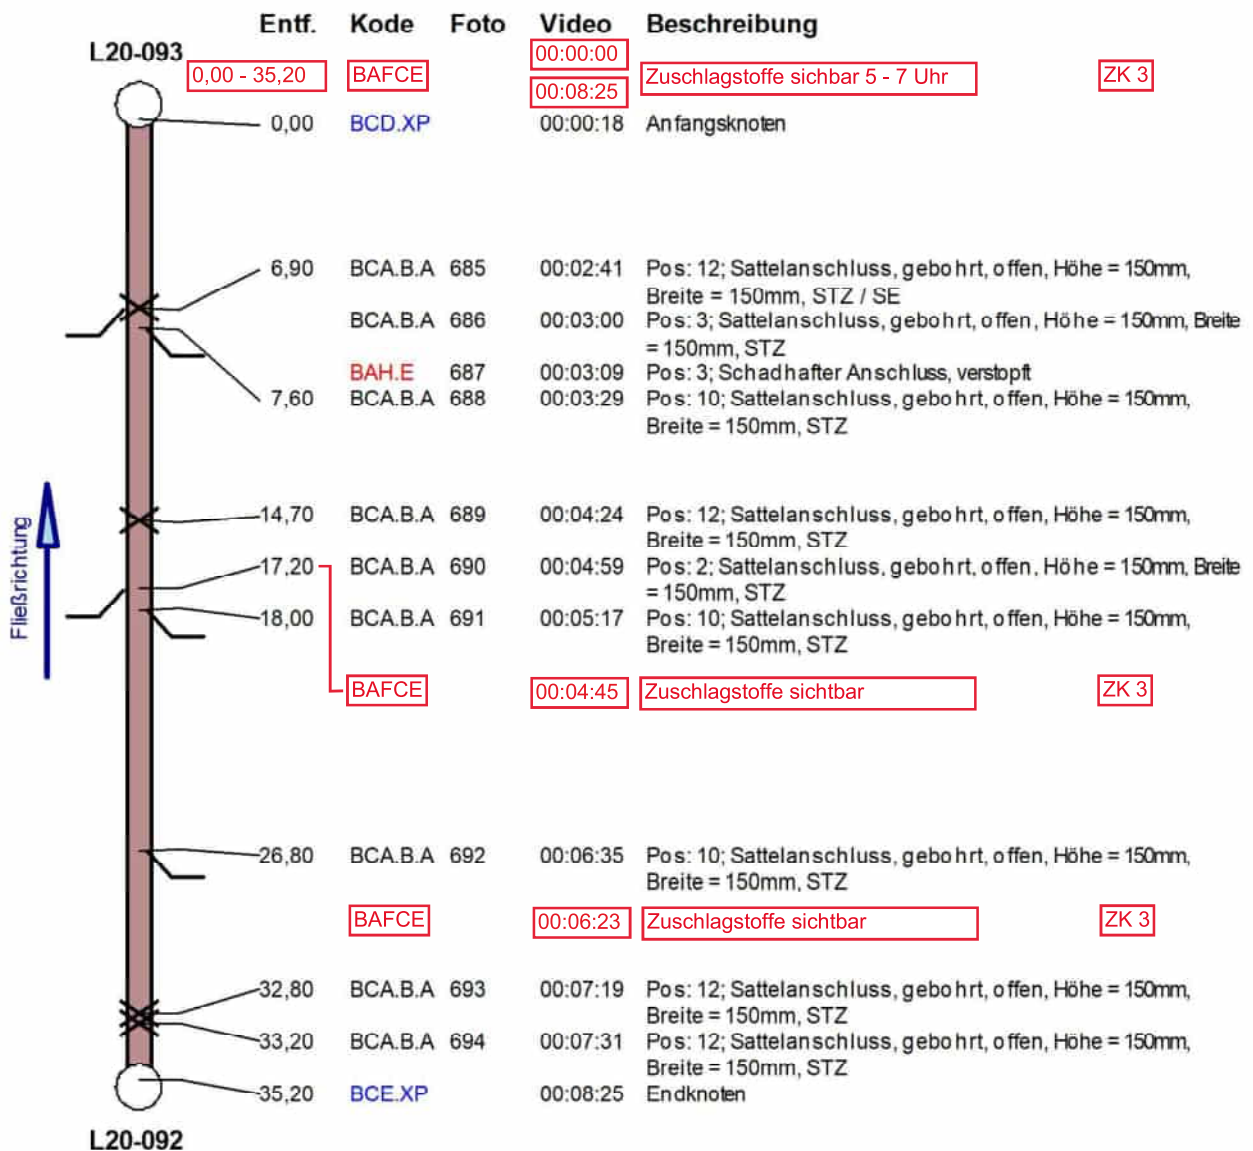 Entf. Kode Foto Video Beschreibung
L20-093
00:00:00
0,00 - 35,20 BAFCE Zuschlagstoffe sichbar 5 - 7 Uhr ZK 3
00:08:25
0,00 BCD.XP 00:00:18 Anfangsknoten
6,90 BCA.B.A 685 00:02:41 Pos: 12; Sattelanschluss, gebohrt, offen, Höhe = 150mm,
Breite = 150mm, STZ / SE
BCA.B.A 686 00:03:00 Pos: 3; Sattelanschluss, gebohrt, offen, Höhe = 150mm, Breite
= 150mm, STZ
BAH.E 687 00:03:09 Pos: 3; Schadhafter Anschluss, verstopft
7,60 BCA.B.A 688 00:03:29 Pos: 10; Sattelanschluss, gebohrt, offen, Höhe = 150mm,
Breite = 150mm, STZ
Fließrichtung
14,70 BCA.B.A 689 00:04:24 Pos: 12; Sattelanschluss, gebohrt, offen, Höhe = 150mm,
Breite = 150mm, STZ
17,20 BCA.B.A 690 00:04:59 Pos: 2; Sattelanschluss, gebohrt, offen, Höhe = 150mm, Breite
= 150mm, STZ
18,00 BCA.B.A 691 00:05:17 Pos: 10; Sattelanschluss, gebohrt, offen, Höhe = 150mm,
Breite = 150mm, STZ
BAFCE 00:04:45 Zuschlagstoffe sichtbar ZK 3
26,80 BCA.B.A 692 00:06:35 Pos: 10; Sattelanschluss, gebohrt, offen, Höhe = 150mm,
Breite = 150mm, STZ
BAFCE 00:06:23 Zuschlagstoffe sichtbar ZK 3
32,80 BCA.B.A 693 00:07:19 Pos: 12; Sattelanschluss, gebohrt, offen, Höhe = 150mm,
Breite = 150mm, STZ
33,20 BCA.B.A 694 00:07:31 Pos: 12; Sattelanschluss, gebohrt, offen, Höhe = 150mm,
Breite = 150mm, STZ
35,20 BCE.XP 00:08:25 Endknoten
L20-092